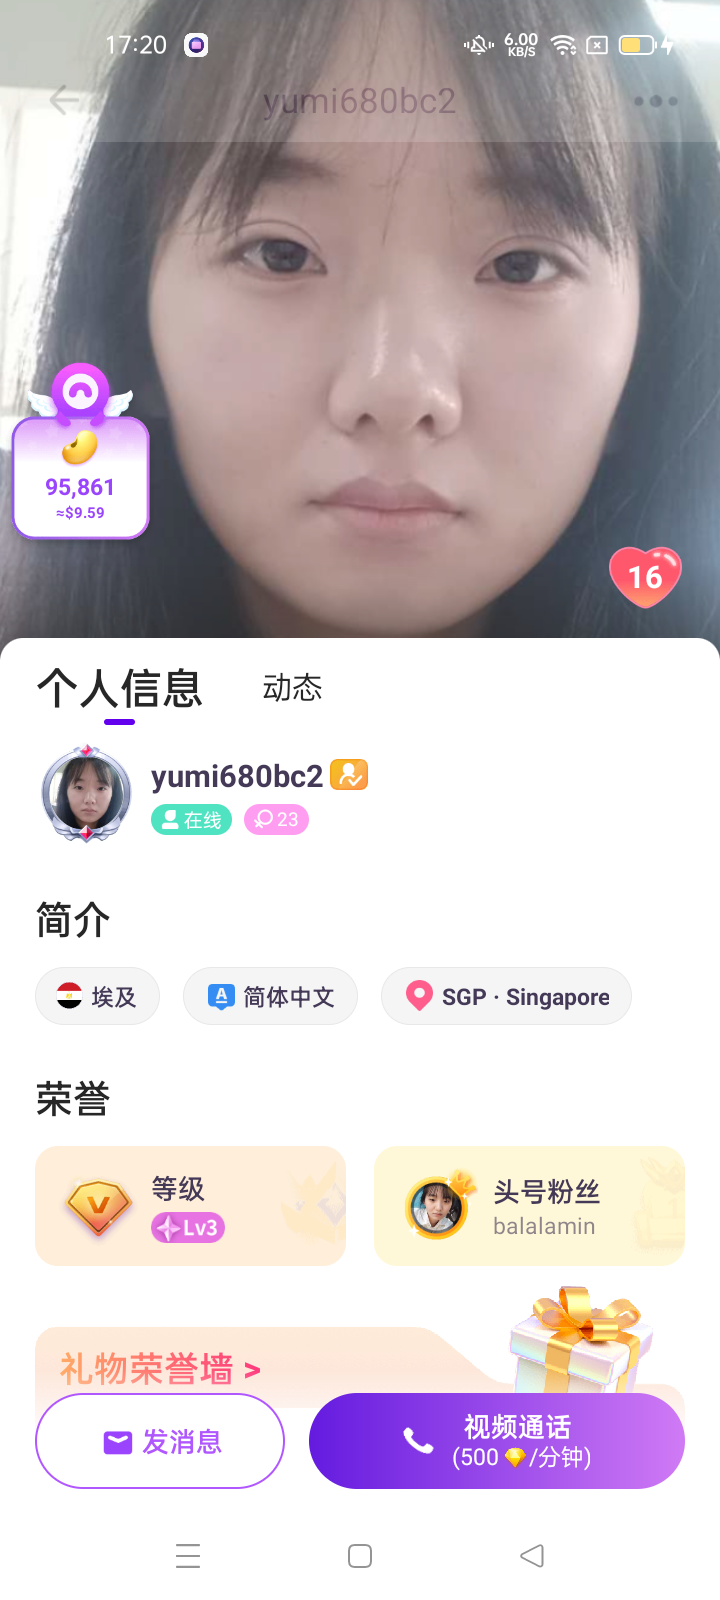 17:20
6.00
KB/S
yumi680bc2
95,861
≈$9.59
16
个人信息
动态
yumi680bc2
在线
23
简介
埃及
A
简体中文
SGP · Singapore
荣誉
等级
V
Lv3
头号粉丝
balalamin
礼物荣誉墙 >
发消息
视频通话
(500 /分钟)